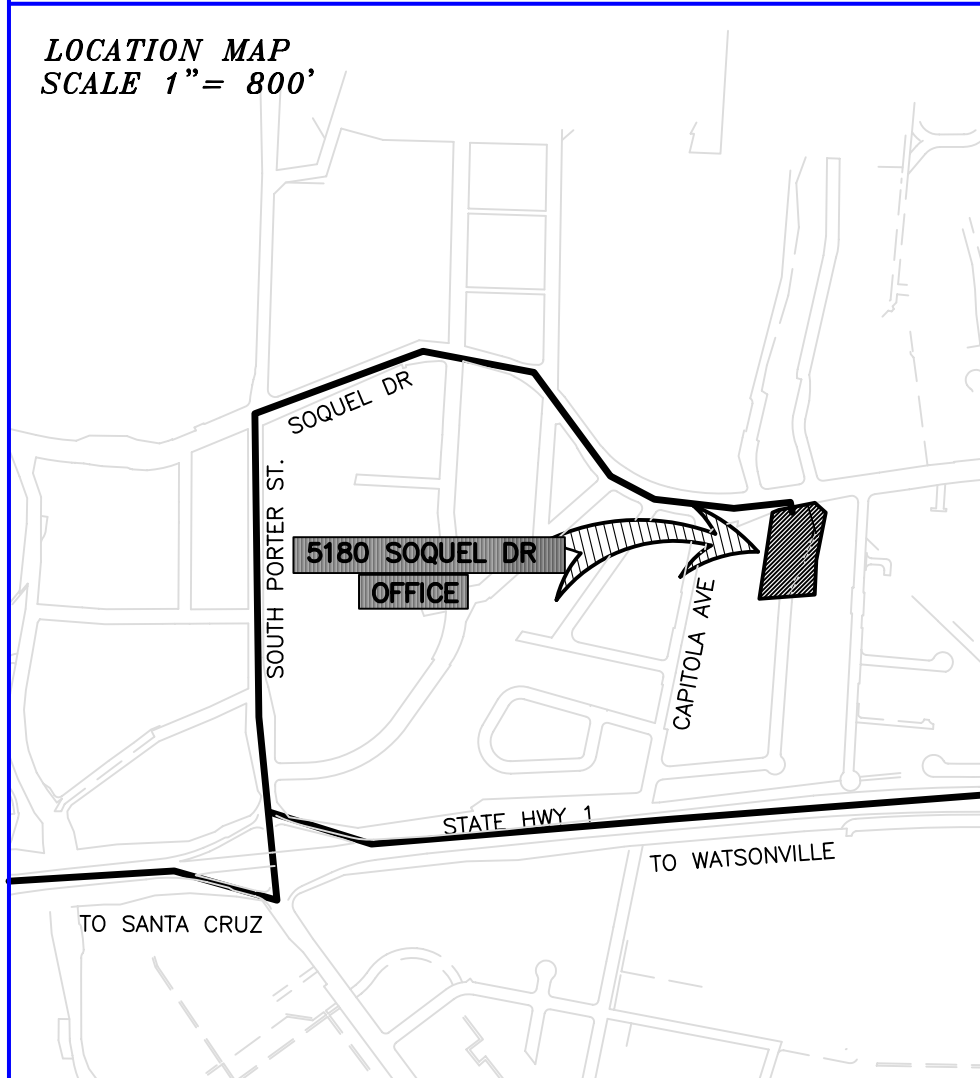 LOCATION MAP
SCALE 1"= 800'
SOQUEL DR
SOUTH PORTER ST.
5180 SOQUEL DR
OFFICE
CAPITOLA AVE
STATE HWY 1
TO WATSONVILLE
TO SANTA CRUZ